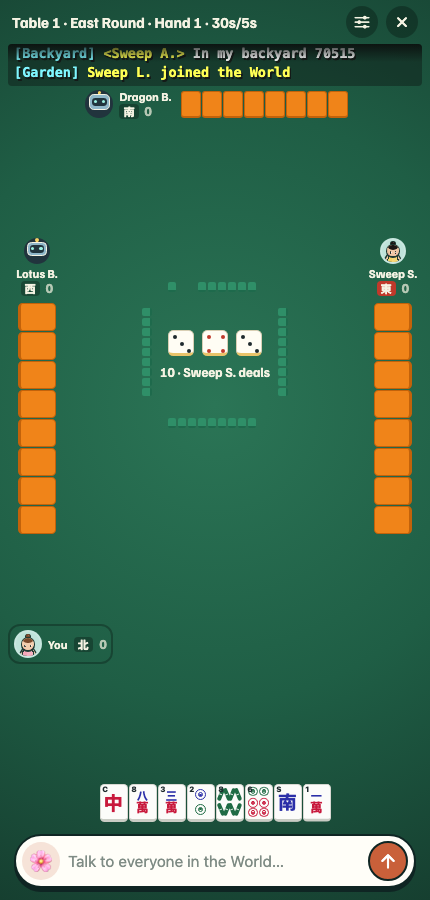 Table 1 · East Round · Hand 1 · 30s/5s
[Backyard] <Sweep A.> In my backyard 70515
[Garden] Sweep L. joined the World
Dragon B.
南 0
Lotus B.
西 0
Sweep S.
東 0
10 · Sweep S. deals
You 北 0
C 8 3 2 8 6 S 1
中 八萬 三萬 南 一萬
Talk to everyone in the World...